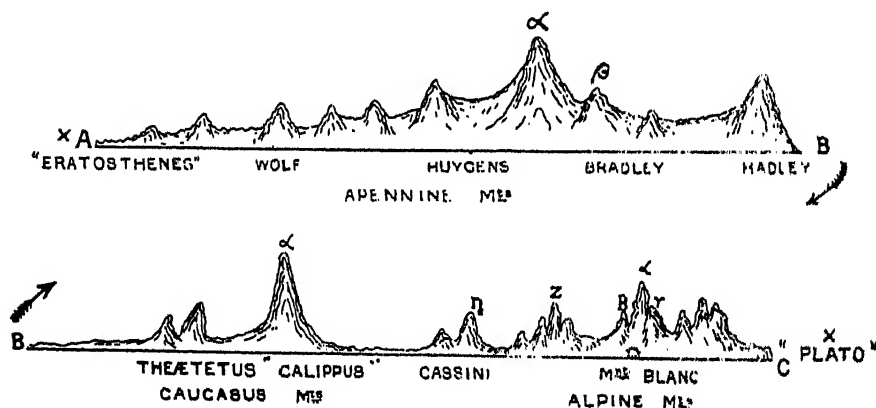 α
β
× A B
"ERATOSTHENES" WOLF HUYGENS BRADLEY HADLEY
APENNINE Mts
α
η Z B α γ
B C × "PLATO"
THEÆTETUS "CALIPPUS" CASSINI Mt BLANC
CAUCASUS Mts ALPINE Mts